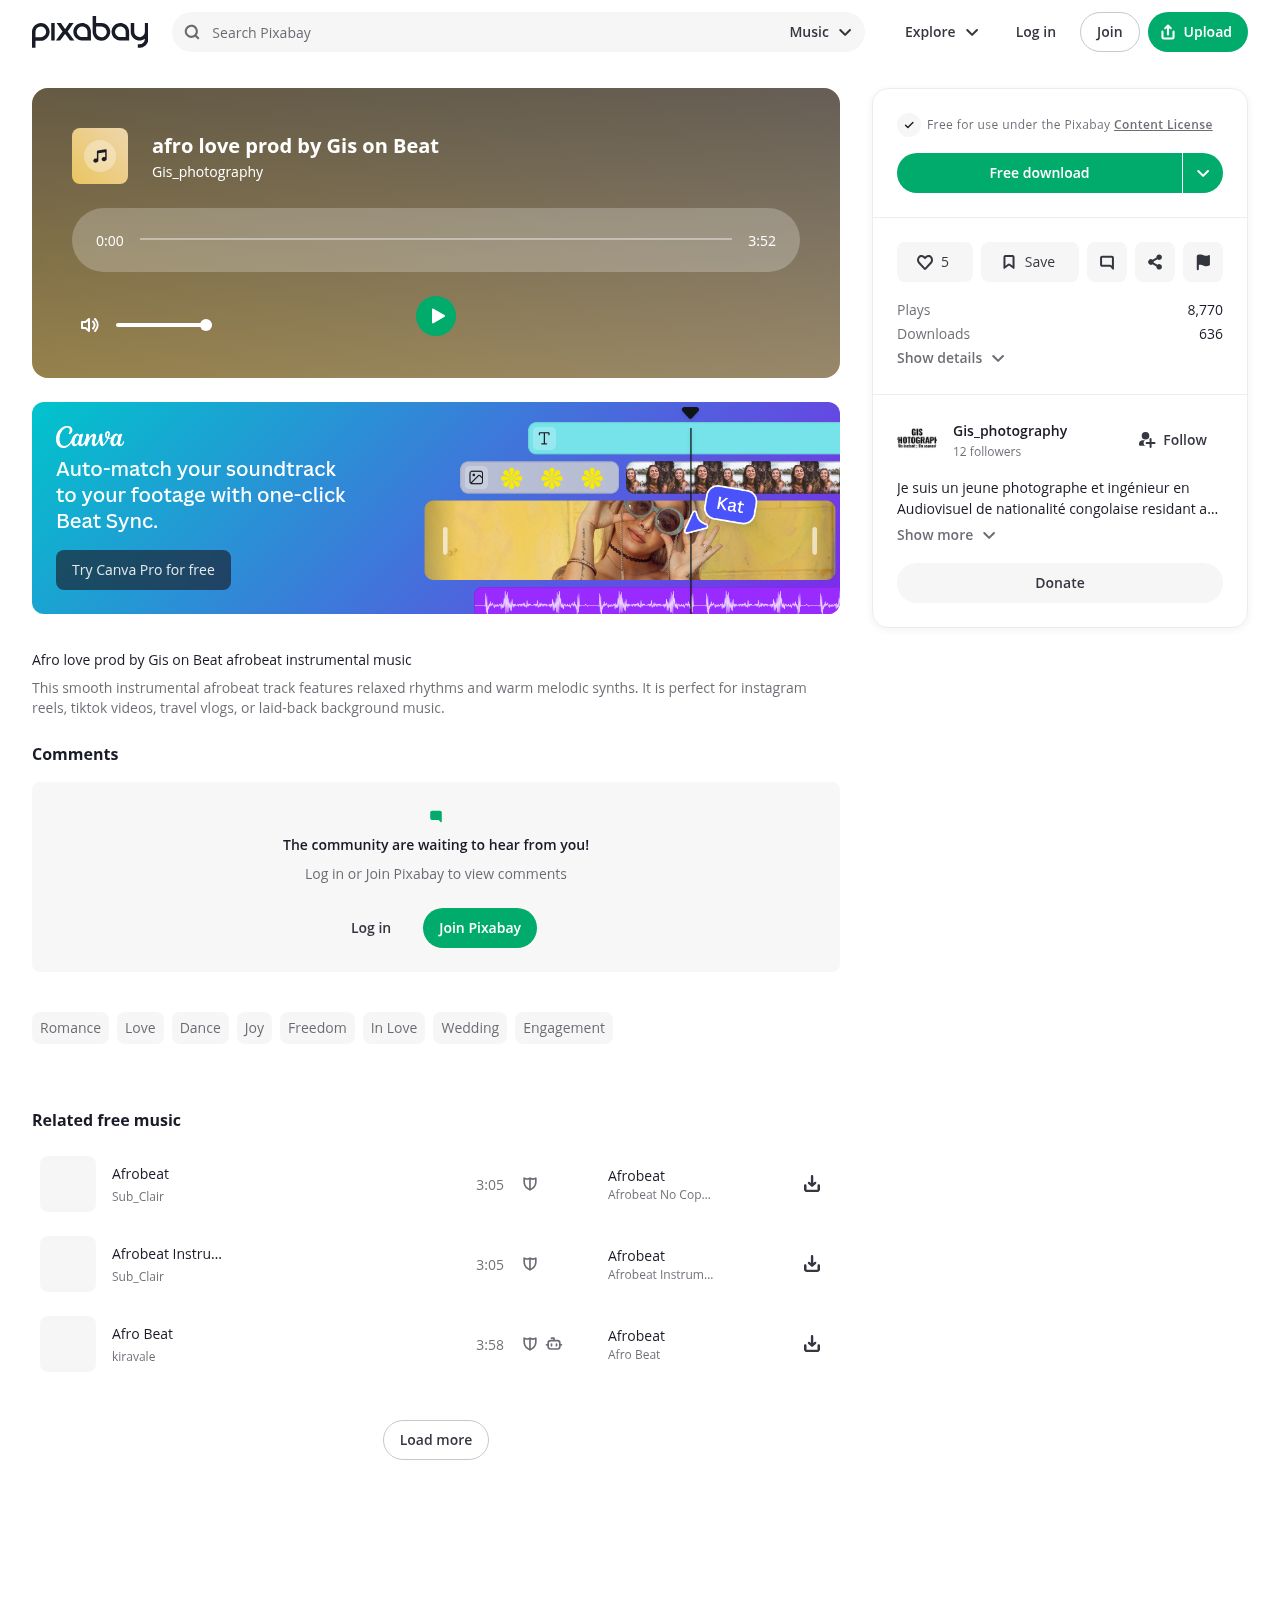 pixabay
Search Pixabay
Music
Explore
Log in
Join
Upload
afro love prod by Gis on Beat
Gis_photography
0:00
3:52
Free for use under the Pixabay Content License
Free download
5
Save
Plays
8,770
Downloads
636
Show details
GIS
Gis_photography
12 followers
Follow
Je suis un jeune photographe et ingénieur en
Audiovisuel de nationalité congolaise residant a...
Show more
Donate
Canva
Auto-match your soundtrack
to your footage with one-click
Beat Sync.
Try Canva Pro for free
T
Kat
Afro love prod by Gis on Beat afrobeat instrumental music
This smooth instrumental afrobeat track features relaxed rhythms and warm melodic synths. It is perfect for instagram
reels, tiktok videos, travel vlogs, or laid-back background music.
Comments
The community are waiting to hear from you!
Log in or Join Pixabay to view comments
Log in
Join Pixabay
Romance
Love
Dance
Joy
Freedom
In Love
Wedding
Engagement
Related free music
Afrobeat
Sub_Clair
3:05
Afrobeat
Afrobeat No Cop...
Afrobeat Instru...
Sub_Clair
3:05
Afrobeat
Afrobeat Instrum...
Afro Beat
kiravale
3:58
Afrobeat
Afro Beat
Load more